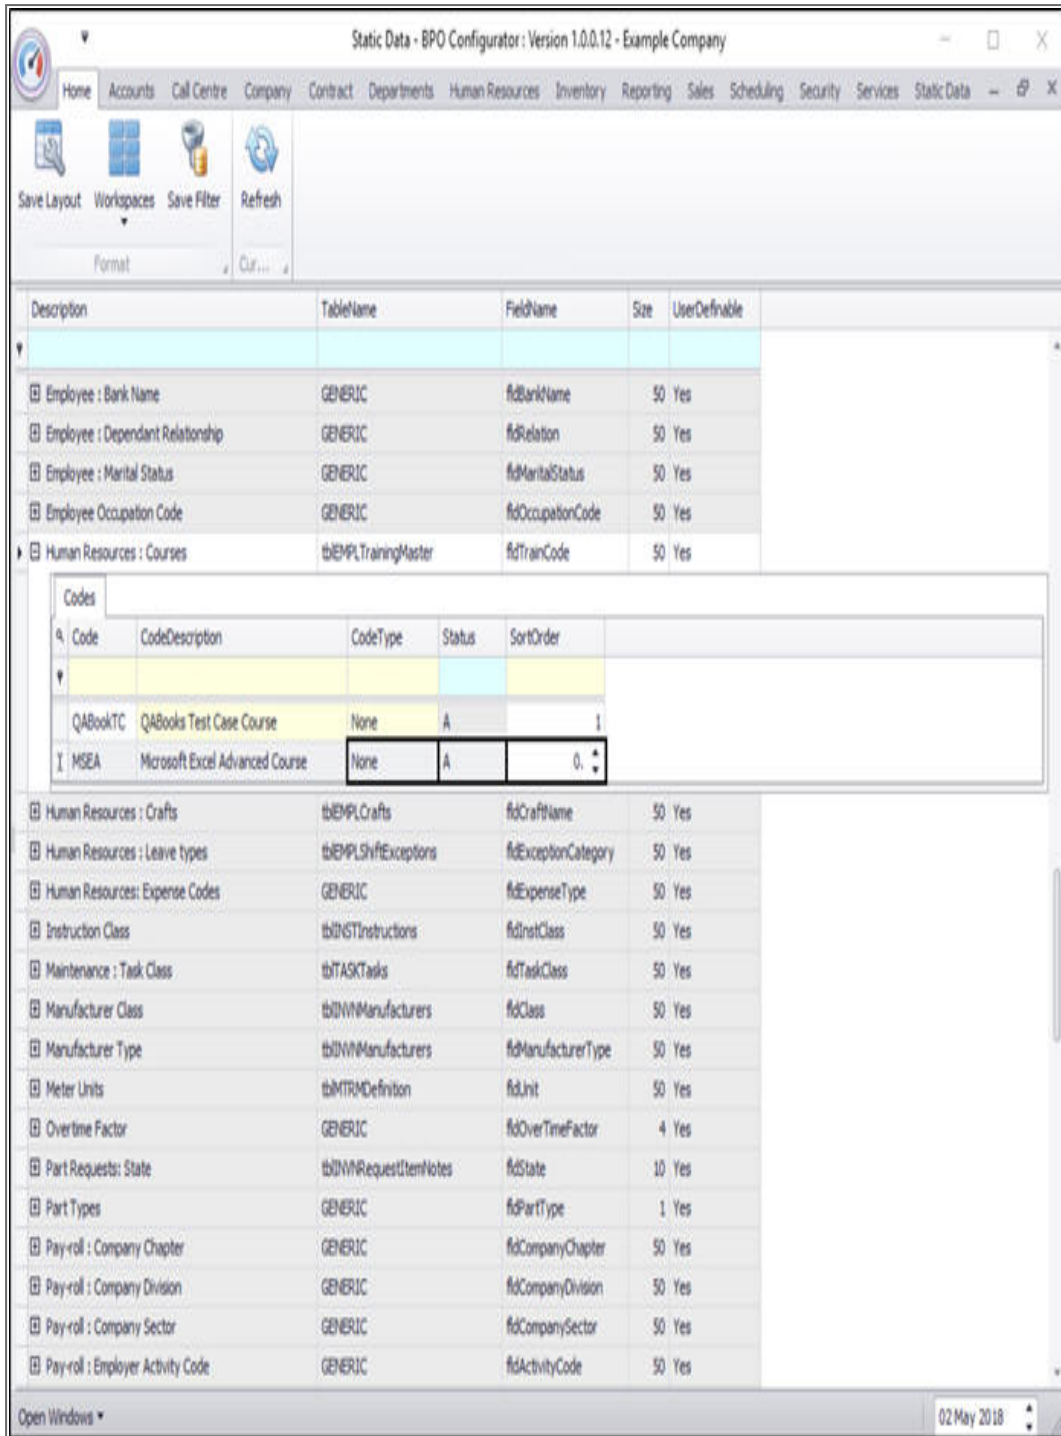 Static Data - BPO Configurator : Version 1.0.0.12 - Example Company
Home Accounts Call Centre Company Contract Departments Human Resources Inventory Reporting Sales Scheduling Security Services Static Data
Save Layout Workspaces Save Filter Refresh
Format Cur...
Description TableName FieldName Size UserDefinable
Employee : Bank Name GENERIC fldBankName 50 Yes
Employee : Dependant Relationship GENERIC fldRelation 50 Yes
Employee : Marital Status GENERIC fldMaritalStatus 50 Yes
Employee Occupation Code GENERIC fldOccupationCode 50 Yes
Human Resources : Courses tblEMPLTrainingMaster fldTrainCode 50 Yes
Codes
Code CodeDescription CodeType Status SortOrder
QABookTC QABooks Test Case Course None A 1
MSEA Microsoft Excel Advanced Course None A 0.
Human Resources : Crafts tblEMPLCrafts fldCraftName 50 Yes
Human Resources : Leave types tblEMPLShiftExceptions fldExceptionCategory 50 Yes
Human Resources: Expense Codes GENERIC fldExpenseType 50 Yes
Instruction Class tblINSTInstructions fldInstClass 50 Yes
Maintenance : Task Class tblTASKTasks fldTaskClass 50 Yes
Manufacturer Class tblINVNManufacturers fldClass 50 Yes
Manufacturer Type tblINVNManufacturers fldManufacturerType 50 Yes
Meter Units tblMTRMDefinition fldUnit 50 Yes
Overtime Factor GENERIC fldOverTimeFactor 4 Yes
Part Requests: State tblINVNRequestItemNotes fldState 10 Yes
Part Types GENERIC fldPartType 1 Yes
Pay-roll : Company Chapter GENERIC fldCompanyChapter 50 Yes
Pay-roll : Company Division GENERIC fldCompanyDivision 50 Yes
Pay-roll : Company Sector GENERIC fldCompanySector 50 Yes
Pay-roll : Employer Activity Code GENERIC fldActivityCode 50 Yes
Open Windows 02 May 2018